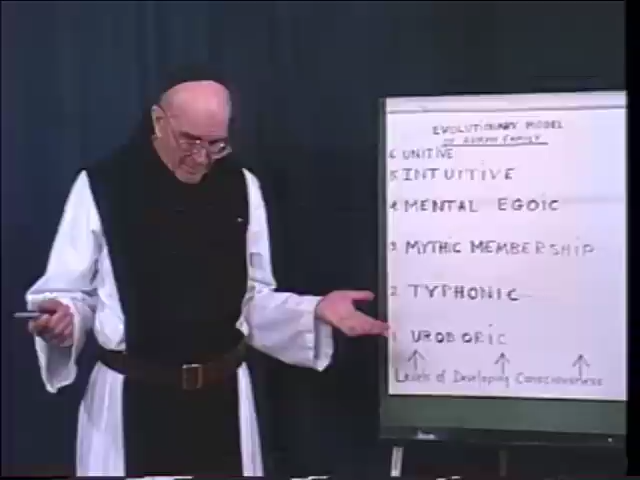 EVOLUTIONARY MODEL
OF HUMAN FAMILY
6 UNITIVE
5 INTUITIVE
4 MENTAL EGOIC
3 MYTHIC MEMBERSHIP
2 TYPHONIC
1 UROBORIC
Levels of Developing Consciousness